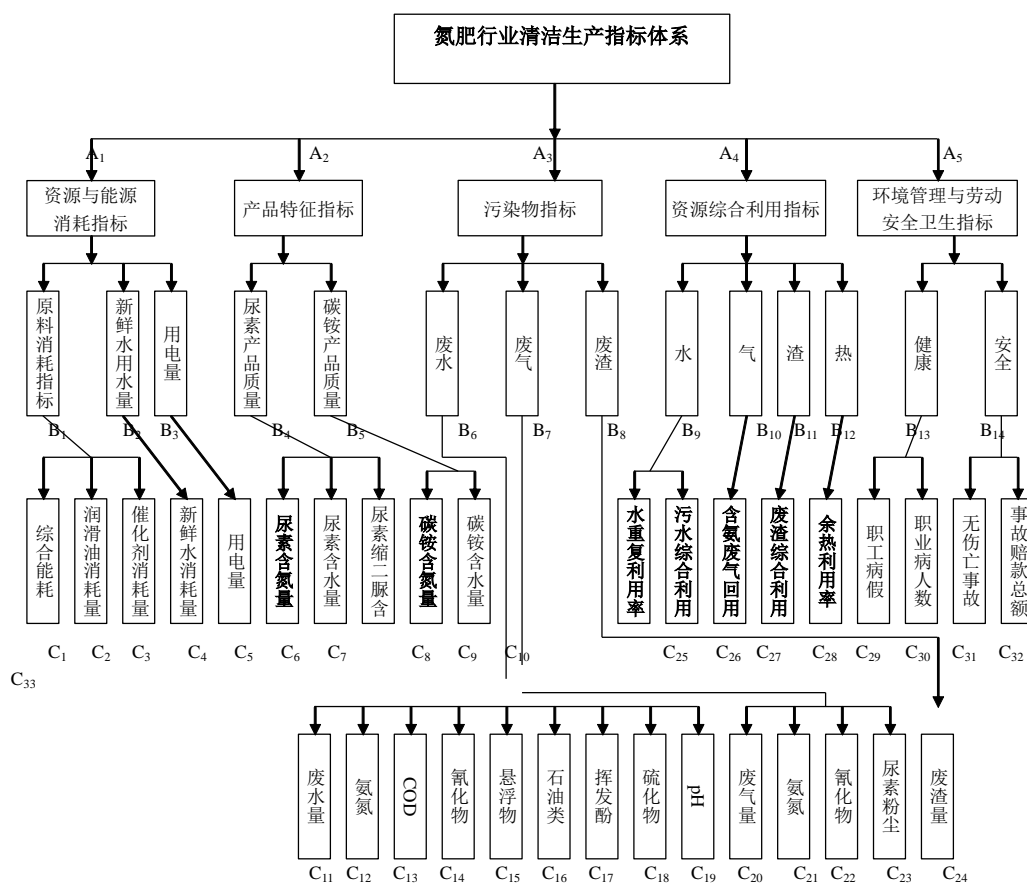 氮肥行业清洁生产指标体系
A₁ A₂ A₃ A₄ A₅
资源与能源
消耗指标
产品特征指标
污染物指标
资源综合利用指标
环境管理与劳动
安全卫生指标
原料消耗指标
新鲜水用水量
用电量
尿素产品质量
碳铵产品质量
废水
废气
废渣
水
气
渣
热
健康
安全
B₁ B₂ B₃ B₄ B₅ B₆ B₇ B₈ B₉ B₁₀ B₁₁ B₁₂ B₁₃ B₁₄
综合能耗
润滑油消耗量
催化剂消耗量
新鲜水消耗量
用电量
尿素含氮量
尿素含水量
尿素缩二脲含
碳铵含氮量
碳铵含水量
水重复利用率
污水综合利用
含氨废气回用
废渣综合利用
余热利用率
职工病假
职业病人数
无伤亡事故
事故赔款总额
C₁ C₂ C₃ C₄ C₅ C₆ C₇ C₈ C₉ C₁₀ C₂₅ C₂₆ C₂₇ C₂₈ C₂₉ C₃₀ C₃₁ C₃₂
C₃₃
废水量
氨氮
COD
氰化物
悬浮物
石油类
挥发酚
硫化物
pH
废气量
氨氮
氰化物
尿素粉尘
废渣量
C₁₁ C₁₂ C₁₃ C₁₄ C₁₅ C₁₆ C₁₇ C₁₈ C₁₉ C₂₀ C₂₁ C₂₂ C₂₃ C₂₄